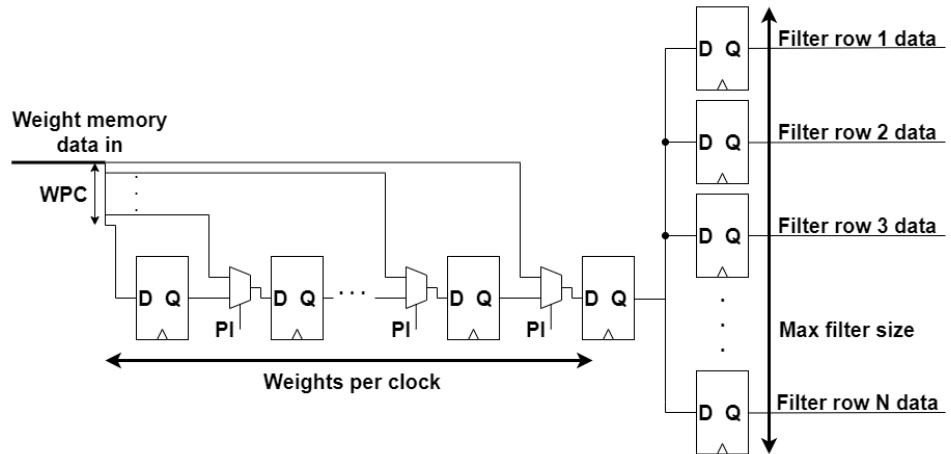 D Q
Filter row 1 data
Weight memory
data in
D Q
Filter row 2 data
WPC
D Q
Filter row 3 data
D Q
PI
D Q
PI
D Q
PI
D Q
Max filter size
Weights per clock
D Q
Filter row N data